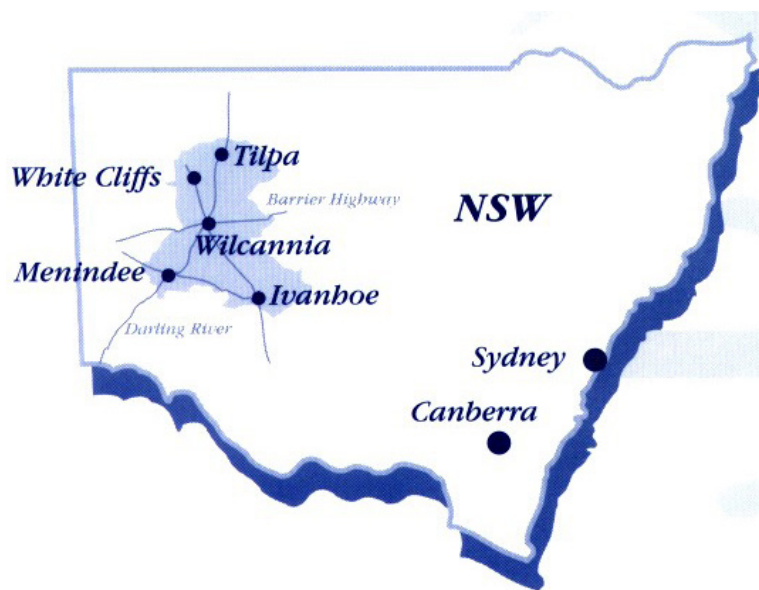 Tilpa
White Cliffs
Barrier Highway
NSW
Wilcannia
Menindee
Ivanhoe
Darling River
Sydney
Canberra